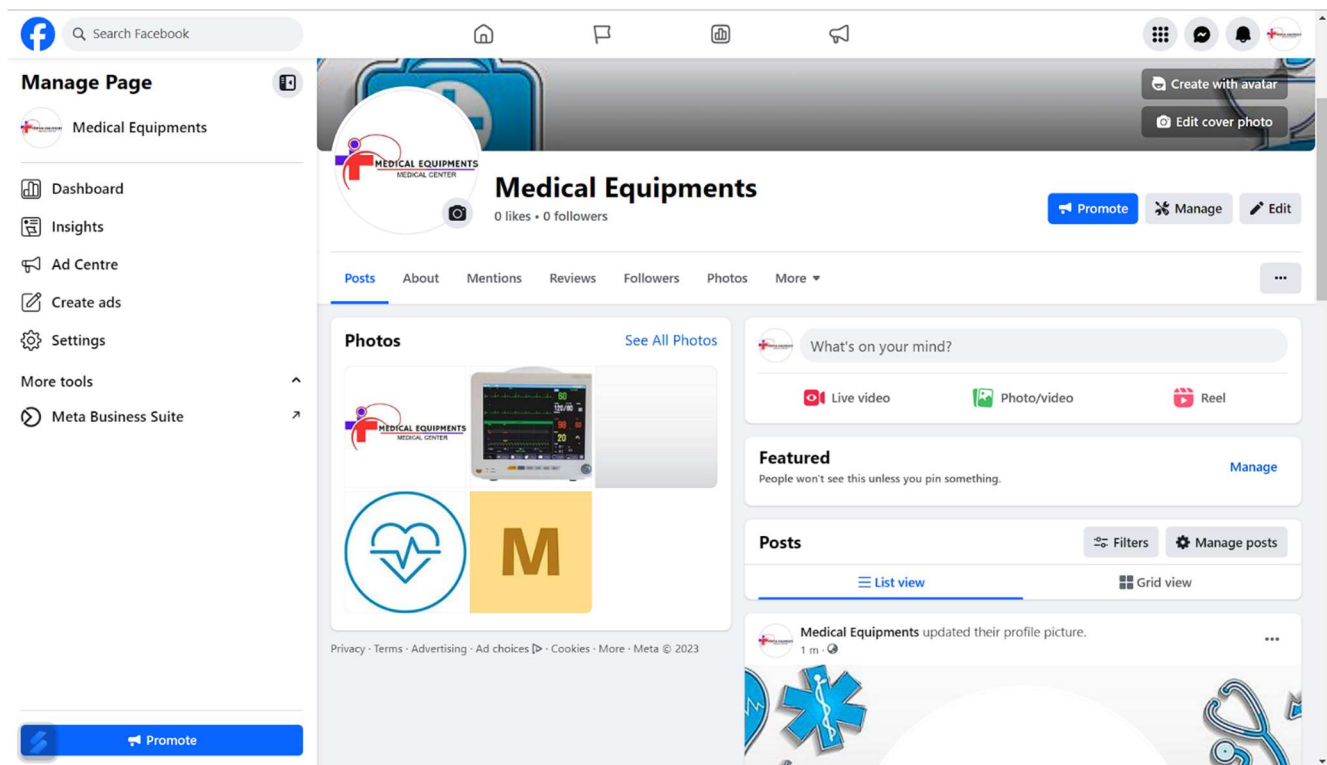 Search Facebook
Manage Page
Medical Equipments
Dashboard
Insights
Ad Centre
Create ads
Settings
More tools
Meta Business Suite
Promote
Create with avatar
Edit cover photo
MEDICAL EQUIPMENTS
MEDICAL CENTER
Medical Equipments
0 likes • 0 followers
Promote
Manage
Edit
Posts About Mentions Reviews Followers Photos More
Photos
See All Photos
MEDICAL EQUIPMENTS
MEDICAL CENTER
60
120/80
98
20
M
Privacy · Terms · Advertising · Ad choices · Cookies · More · Meta © 2023
What's on your mind?
Live video Photo/video Reel
Featured
Manage
People won't see this unless you pin something.
Posts
Filters Manage posts
List view Grid view
Medical Equipments updated their profile picture.
1 m ·